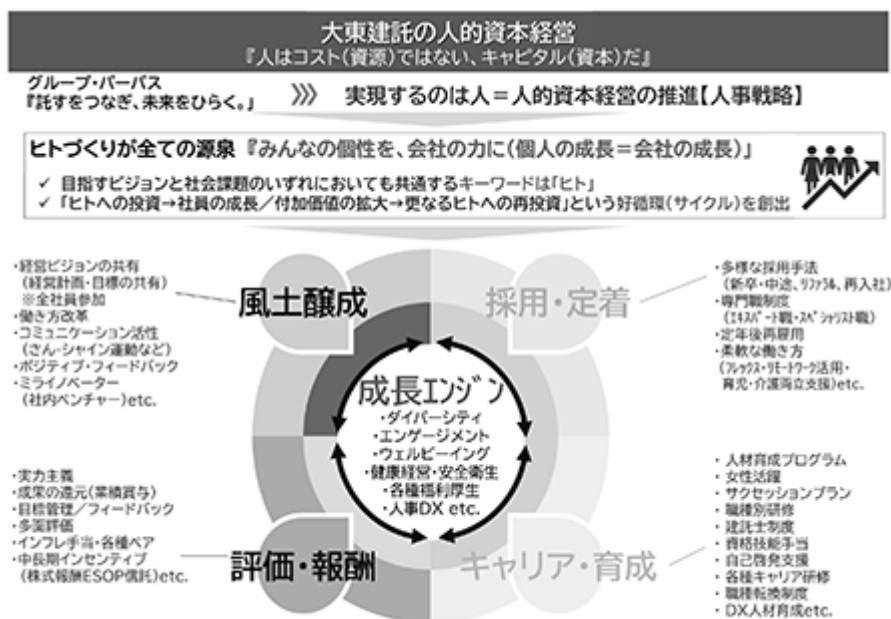 大東建託の人的資本経営
『人はコスト(資源)ではない、キャピタル(資本)だ』
グループ・パーパス
『託すをつなぎ、未来をひらく。』
実現するのは人=人的資本経営の推進【人事戦略】
ヒトづくりが全ての源泉『みんなの個性を、会社の力に(個人の成長=会社の成長)』
✓ 目指すビジョンと社会課題のいずれにおいても共通するキーワードは「ヒト」
✓ 「ヒトへの投資→社員の成長/付加価値の拡大→更なるヒトへの再投資」という好循環(サイクル)を創出
・経営ビジョンの共有
(経営計画・目標の共有)
※全社員参加
・働き方改革
・コミュニケーション活性
(さん-シャイン運動など)
・ポジティブ・フィードバック
・ミライノベーター
(社内ベンチャー)etc.
風土醸成
採用・定着
・多様な採用手法
(新卒・中途、リファラル、再入社)
・専門職制度
(エキスパート職・スペシャリスト職)
・定年後再雇用
・柔軟な働き方
(フレックス・リモートワーク活用・
育児・介護両立支援)etc.
成長エンジン
・ダイバーシティ
・エンゲージメント
・ウェルビーイング
・健康経営・安全衛生
・各種福利厚生
・人事DX etc.
・実力主義
・成果の還元(業績賞与)
・目標管理/フィードバック
・多面評価
・インフレ手当・各種ベア
・中長期インセンティブ
(株式報酬ESOP信託)etc.
評価・報酬
キャリア・育成
・人材育成プログラム
・女性活躍
・サクセッションプラン
・職種別研修
・建託士制度
・資格技能手当
・自己啓発支援
・各種キャリア研修
・職種転換制度
・DX人材育成etc.